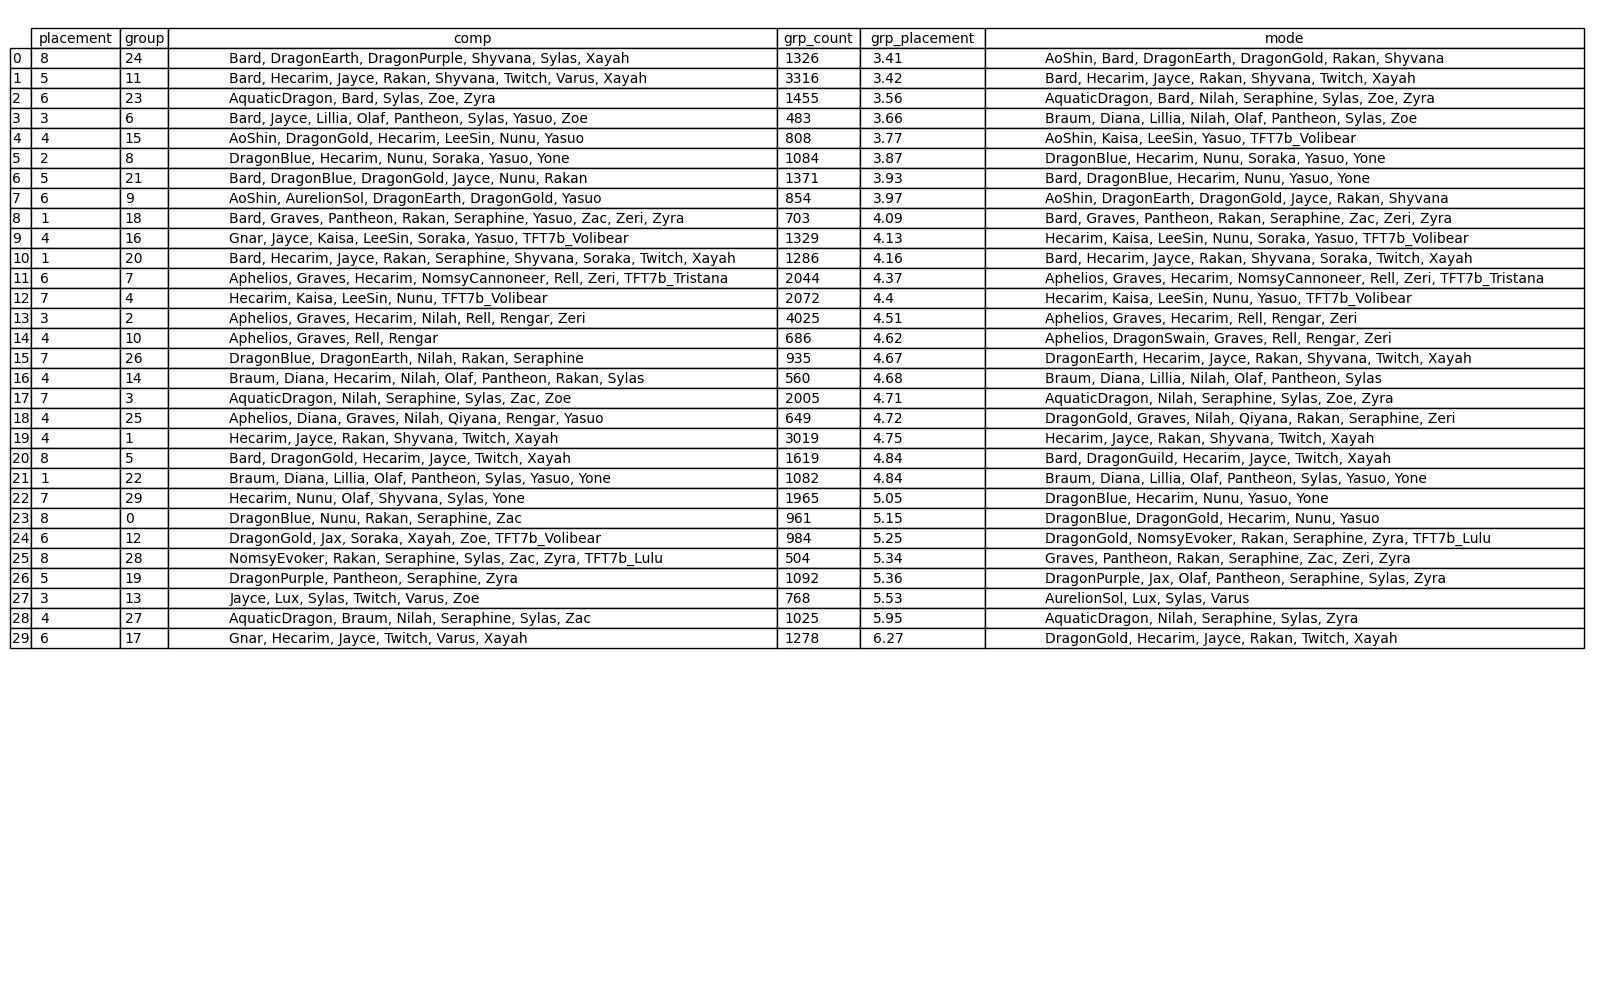 placement group comp grp_count grp_placement mode
0 8 24 Bard, DragonEarth, DragonPurple, Shyvana, Sylas, Xayah 1326 3.41 AoShin, Bard, DragonEarth, DragonGold, Rakan, Shyvana
1 5 11 Bard, Hecarim, Jayce, Rakan, Shyvana, Twitch, Varus, Xayah 3316 3.42 Bard, Hecarim, Jayce, Rakan, Shyvana, Twitch, Xayah
2 6 23 AquaticDragon, Bard, Sylas, Zoe, Zyra 1455 3.56 AquaticDragon, Bard, Nilah, Seraphine, Sylas, Zoe, Zyra
3 3 6 Bard, Jayce, Lillia, Olaf, Pantheon, Sylas, Yasuo, Zoe 483 3.66 Braum, Diana, Lillia, Nilah, Olaf, Pantheon, Sylas, Zoe
4 4 15 AoShin, DragonGold, Hecarim, LeeSin, Nunu, Yasuo 808 3.77 AoShin, Kaisa, LeeSin, Yasuo, TFT7b_Volibear
5 2 8 DragonBlue, Hecarim, Nunu, Soraka, Yasuo, Yone 1084 3.87 DragonBlue, Hecarim, Nunu, Soraka, Yasuo, Yone
6 5 21 Bard, DragonBlue, DragonGold, Jayce, Nunu, Rakan 1371 3.93 Bard, DragonBlue, Hecarim, Nunu, Yasuo, Yone
7 6 9 AoShin, AurelionSol, DragonEarth, DragonGold, Yasuo 854 3.97 AoShin, DragonEarth, DragonGold, Jayce, Rakan, Shyvana
8 1 18 Bard, Graves, Pantheon, Rakan, Seraphine, Yasuo, Zac, Zeri, Zyra 703 4.09 Bard, Graves, Pantheon, Rakan, Seraphine, Zac, Zeri, Zyra
9 4 16 Gnar, Jayce, Kaisa, LeeSin, Soraka, Yasuo, TFT7b_Volibear 1329 4.13 Hecarim, Kaisa, LeeSin, Nunu, Soraka, Yasuo, TFT7b_Volibear
10 1 20 Bard, Hecarim, Jayce, Rakan, Seraphine, Shyvana, Soraka, Twitch, Xayah 1286 4.16 Bard, Hecarim, Jayce, Rakan, Shyvana, Soraka, Twitch, Xayah
11 6 7 Aphelios, Graves, Hecarim, NomsyCannoneer, Rell, Zeri, TFT7b_Tristana 2044 4.37 Aphelios, Graves, Hecarim, NomsyCannoneer, Rell, Zeri, TFT7b_Tristana
12 7 4 Hecarim, Kaisa, LeeSin, Nunu, TFT7b_Volibear 2072 4.4 Hecarim, Kaisa, LeeSin, Nunu, Yasuo, TFT7b_Volibear
13 3 2 Aphelios, Graves, Hecarim, Nilah, Rell, Rengar, Zeri 4025 4.51 Aphelios, Graves, Hecarim, Rell, Rengar, Zeri
14 4 10 Aphelios, Graves, Rell, Rengar 686 4.62 Aphelios, DragonSwain, Graves, Rell, Rengar, Zeri
15 7 26 DragonBlue, DragonEarth, Nilah, Rakan, Seraphine 935 4.67 DragonEarth, Hecarim, Jayce, Rakan, Shyvana, Twitch, Xayah
16 4 14 Braum, Diana, Hecarim, Nilah, Olaf, Pantheon, Rakan, Sylas 560 4.68 Braum, Diana, Lillia, Nilah, Olaf, Pantheon, Sylas
17 7 3 AquaticDragon, Nilah, Seraphine, Sylas, Zac, Zoe 2005 4.71 AquaticDragon, Nilah, Seraphine, Sylas, Zoe, Zyra
18 4 25 Aphelios, Diana, Graves, Nilah, Qiyana, Rengar, Yasuo 649 4.72 DragonGold, Graves, Nilah, Qiyana, Rakan, Seraphine, Zeri
19 4 1 Hecarim, Jayce, Rakan, Shyvana, Twitch, Xayah 3019 4.75 Hecarim, Jayce, Rakan, Shyvana, Twitch, Xayah
20 8 5 Bard, DragonGold, Hecarim, Jayce, Twitch, Xayah 1619 4.84 Bard, DragonGuild, Hecarim, Jayce, Twitch, Xayah
21 1 22 Braum, Diana, Lillia, Olaf, Pantheon, Sylas, Yasuo, Yone 1082 4.84 Braum, Diana, Lillia, Olaf, Pantheon, Sylas, Yasuo, Yone
22 7 29 Hecarim, Nunu, Olaf, Shyvana, Sylas, Yone 1965 5.05 DragonBlue, Hecarim, Nunu, Yasuo, Yone
23 8 0 DragonBlue, Nunu, Rakan, Seraphine, Zac 961 5.15 DragonBlue, DragonGold, Hecarim, Nunu, Yasuo
24 6 12 DragonGold, Jax, Soraka, Xayah, Zoe, TFT7b_Volibear 984 5.25 DragonGold, NomsyEvoker, Rakan, Seraphine, Zyra, TFT7b_Lulu
25 8 28 NomsyEvoker, Rakan, Seraphine, Sylas, Zac, Zyra, TFT7b_Lulu 504 5.34 Graves, Pantheon, Rakan, Seraphine, Zac, Zeri, Zyra
26 5 19 DragonPurple, Pantheon, Seraphine, Zyra 1092 5.36 DragonPurple, Jax, Olaf, Pantheon, Seraphine, Sylas, Zyra
27 3 13 Jayce, Lux, Sylas, Twitch, Varus, Zoe 768 5.53 AurelionSol, Lux, Sylas, Varus
28 4 27 AquaticDragon, Braum, Nilah, Seraphine, Sylas, Zac 1025 5.95 AquaticDragon, Nilah, Seraphine, Sylas, Zyra
29 6 17 Gnar, Hecarim, Jayce, Twitch, Varus, Xayah 1278 6.27 DragonGold, Hecarim, Jayce, Rakan, Twitch, Xayah